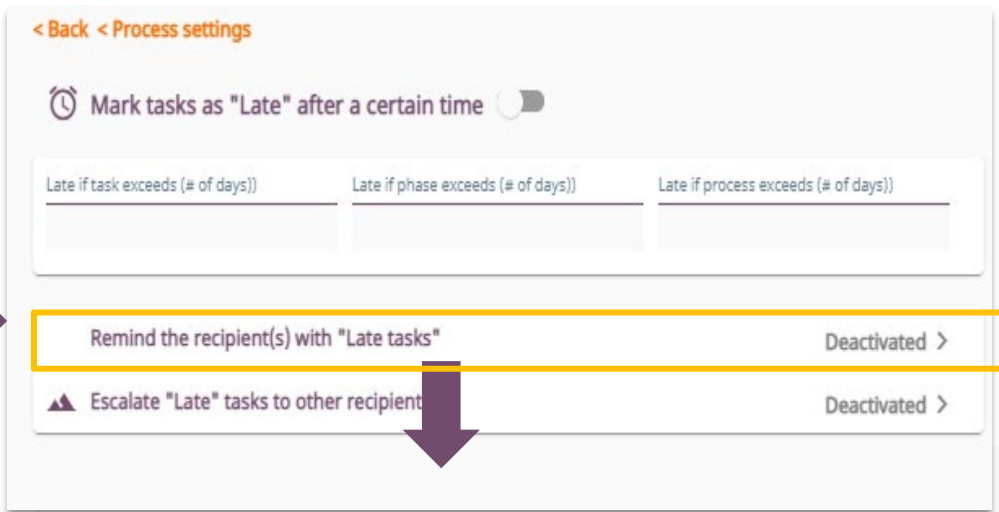 < Back < Process settings
Mark tasks as "Late" after a certain time
Late if task exceeds (# of days)) Late if phase exceeds (# of days)) Late if process exceeds (# of days))
Remind the recipient(s) with "Late tasks" Deactivated >
Escalate "Late" tasks to other recipient Deactivated >